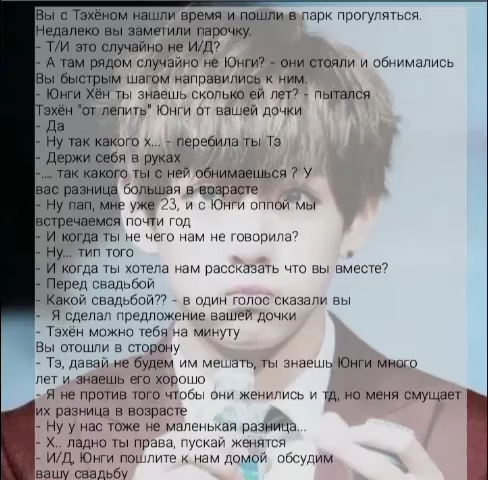 Вы с Тэхёном нашли время и пошли в парк прогуляться.
Недалеко вы заметили парочку.
- Т/И это случайно не И/Д?
- А там рядом случайно не Юнги? - они стояли и обнимались
Вы быстрым шагом направились к ним.
- Юнги Хён ты знаешь сколько ей лет? - пытался
Тэхён "от лепить" Юнги от вашей дочки
- Да
- Ну так какого х... - перебила ты Тэ
- Держи себя в руках
-.... так какого ты с ней обнимаешься ? У
вас разница большая в возрасте
- Ну пап, мне уже 23, и с Юнги оппой мы
встречаемся почти год
- И когда ты не чего нам не говорила?
- Ну... тип того
- И когда ты хотела нам рассказать что вы вместе?
- Перед свадьбой
- Какой свадьбой?? - в один голос сказали вы
-  Я сделал предложение вашей дочки
- Тэхён можно тебя на минуту
Вы отошли в сторону
- Тэ, давай не будем им мешать, ты знаешь Юнги много
лет и знаешь его хорошо
- Я не против того чтобы они женились и тд, но меня смущает
их разница в возрасте
- Ну у нас тоже не маленькая разница...
- Х.. ладно ты права, пускай женятся
- И/Д, Юнги пошлите к нам домой  обсудим
вашу свадьбу